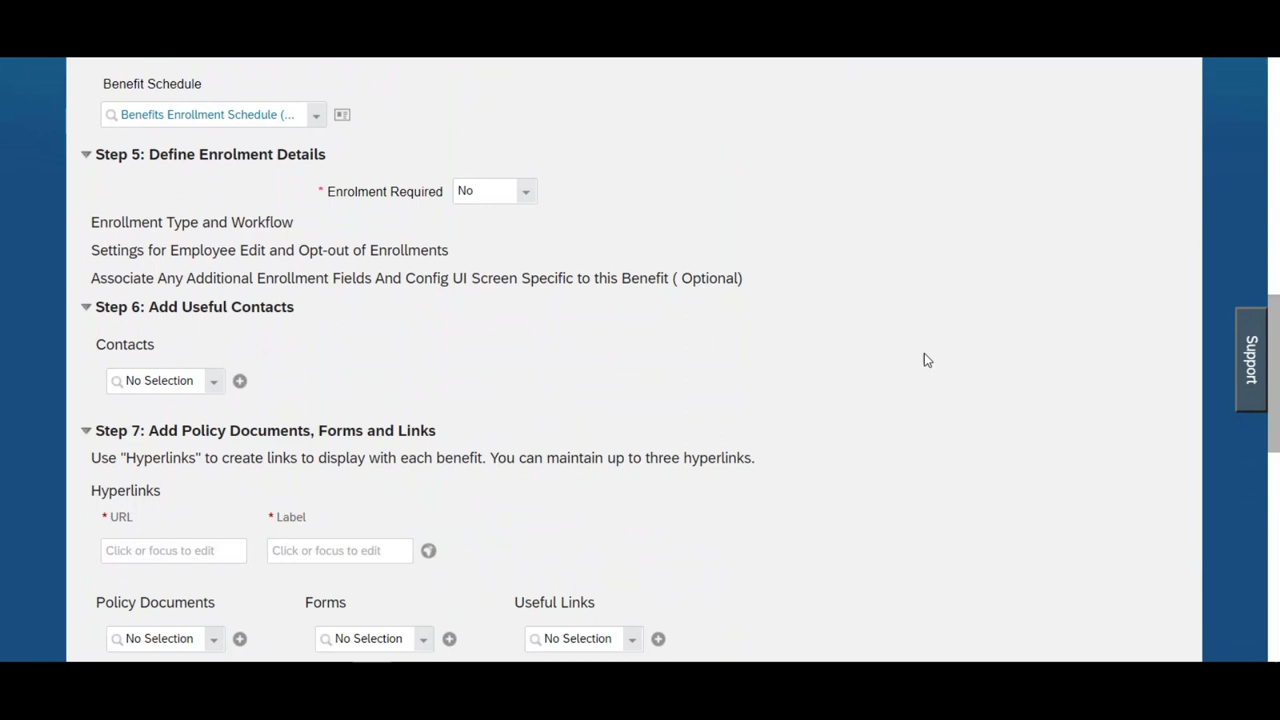 Benefit Schedule
Benefits Enrollment Schedule (...
Step 5: Define Enrolment Details
* Enrolment Required No
Enrollment Type and Workflow
Settings for Employee Edit and Opt-out of Enrollments
Associate Any Additional Enrollment Fields And Config UI Screen Specific to this Benefit ( Optional)
Step 6: Add Useful Contacts
Support
Contacts
No Selection
Step 7: Add Policy Documents, Forms and Links
Use "Hyperlinks" to create links to display with each benefit. You can maintain up to three hyperlinks.
Hyperlinks
* URL * Label
Click or focus to edit Click or focus to edit
Policy Documents Forms Useful Links
No Selection No Selection No Selection